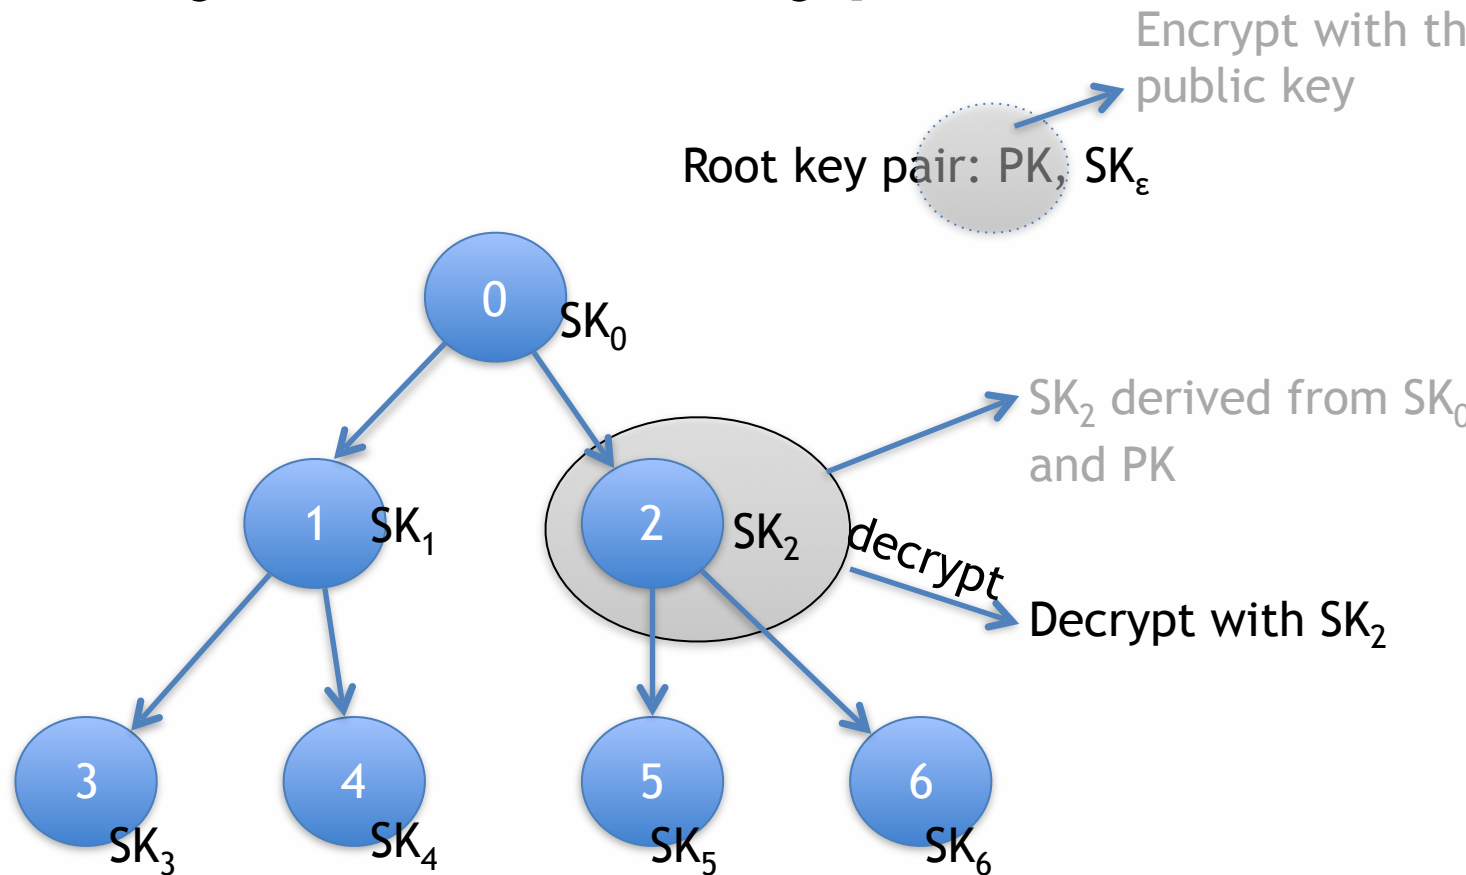 Encrypt with th
public key
Root key pair: PK, SKε
0
SK0
SK2 derived from SK0
and PK
1
SK1
2
SK2
decrypt
Decrypt with SK2
3
SK3
4
SK4
5
SK5
6
SK6